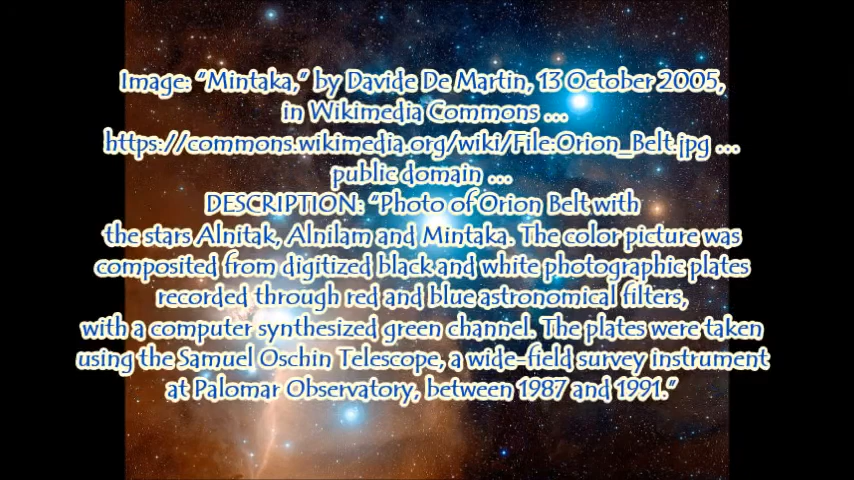 Image: "Mintaka," by Davide De Martin, 13 October 2005,
in Wikimedia Commons ...
https://commons.wikimedia.org/wiki/File:Orion_Belt.jpg ...
public domain ...
DESCRIPTION: "Photo of Orion Belt with
the stars Alnitak, Alnilam and Mintaka. The color picture was
composited from digitized black and white photographic plates
recorded through red and blue astronomical filters,
with a computer synthesized green channel. The plates were taken
using the Samuel Oschin Telescope, a wide-field survey instrument
at Palomar Observatory, between 1987 and 1991."